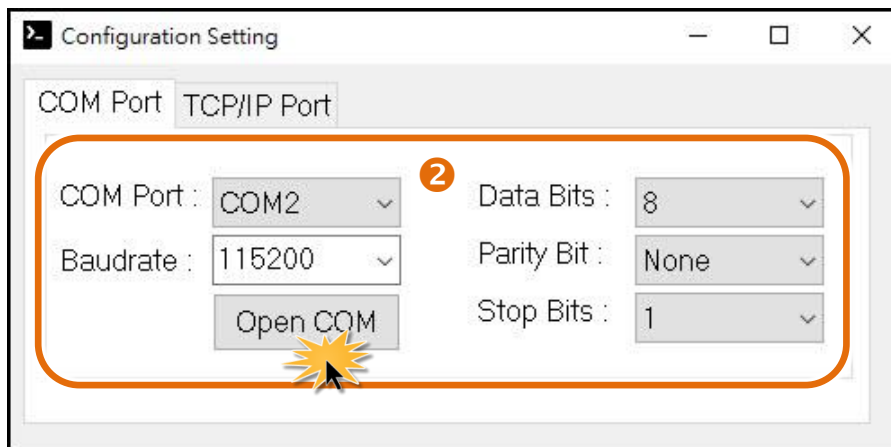 Configuration Setting
COM Port TCP/IP Port
❷
COM Port : COM2
Data Bits : 8
Baudrate : 115200
Parity Bit : None
Open COM
Stop Bits : 1